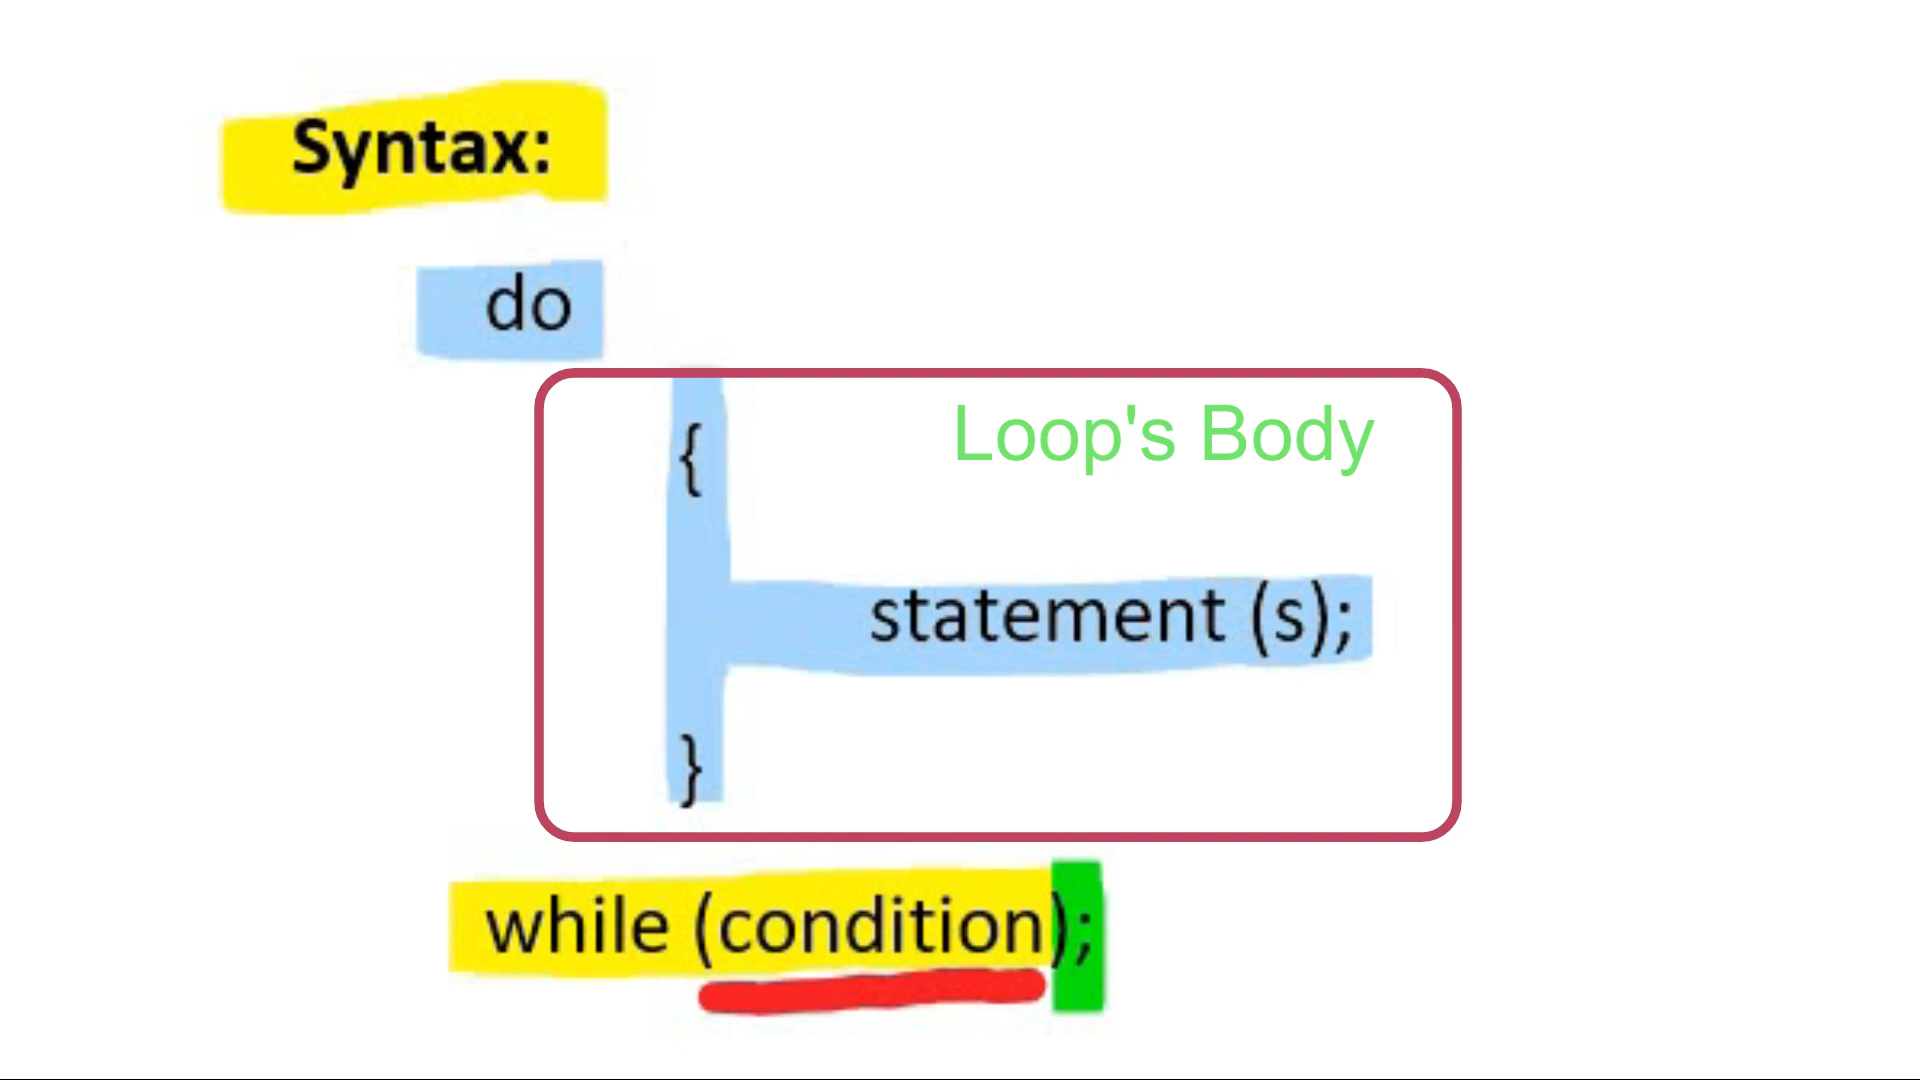 Syntax:
do
{
Loop's Body
statement (s);
}
while (condition);